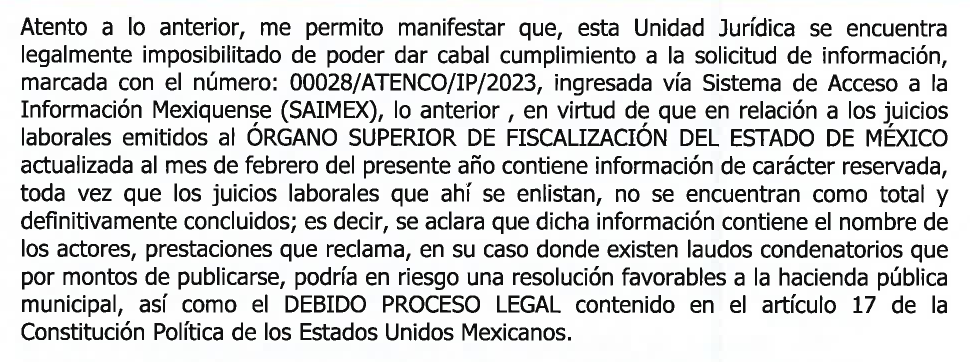 Atento a lo anterior, me permito manifestar que, esta Unidad Jurídica se encuentra
legalmente imposibilitado de poder dar cabal cumplimiento a la solicitud de información,
marcada con el número: 00028/ATENCO/IP/2023, ingresada vía Sistema de Acceso a la
Información Mexiquense (SAIMEX), lo anterior , en virtud de que en relación a los juicios
laborales emitidos al ÓRGANO SUPERIOR DE FISCALIZACIÓN DEL ESTADO DE MÉXICO
actualizada al mes de febrero del presente año contiene información de carácter reservada,
toda vez que los juicios laborales que ahí se enlistan, no se encuentran como total y
definitivamente concluidos; es decir, se aclara que dicha información contiene el nombre de
los actores, prestaciones que reclama, en su caso donde existen laudos condenatorios que
por montos de publicarse, podría en riesgo una resolución favorables a la hacienda pública
municipal, así como el DEBIDO PROCESO LEGAL contenido en el artículo 17 de la
Constitución Política de los Estados Unidos Mexicanos.